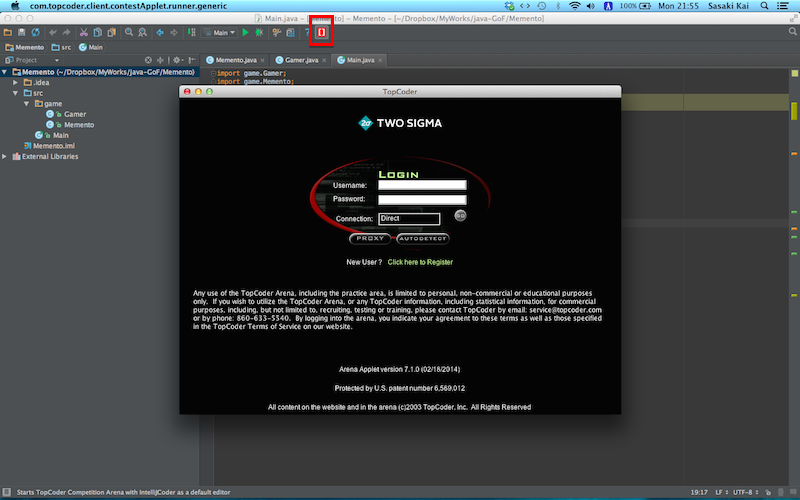 com.topcoder.client.contestApplet.runner.generic
100%
Mon 21:55 Sasaki Kai
Main.java - [Memento] - Memento - [~/Dropbox/MyWorks/java-GoF/Memento]
Main
Memento
src
Main.java
Project
Memento.java
Gamer.java
Main.java
Memento (~/Dropbox/MyWorks/java-GoF/Memento)
.idea
src
game
Gamer
Memento
Main
Memento.iml
External Libraries
import game.Gamer;
import game.Memento;
TopCoder
2σ TWO SIGMA
LOGIN
Username:
Password:
Connection: Direct
GO
PROXY AUTODETECT
New User ? Click here to Register
Any use of the TopCoder Arena, including the practice area, is limited to personal, non-commercial or educational purposes
only. If you wish to utilize the TopCoder Arena, or any TopCoder information, including statistical information, for commercial
purposes, including, but not limited to, recruiting, testing or training, please contact TopCoder by email: service@topcoder.com
or by phone: 860-633-5540. By logging into the arena, you indicate your agreement to these terms as well as those specified
in the TopCoder Terms of Service on our website.
Arena Applet version 7.1.0 (02/18/2014)
Protected by U.S. patent number 6,569,012
All content on the website and in the arena (c)2003 TopCoder, Inc. All Rights Reserved
Starts TopCoder Competition Arena with IntelliJCoder as a default editor
19:17 LF UTF-8